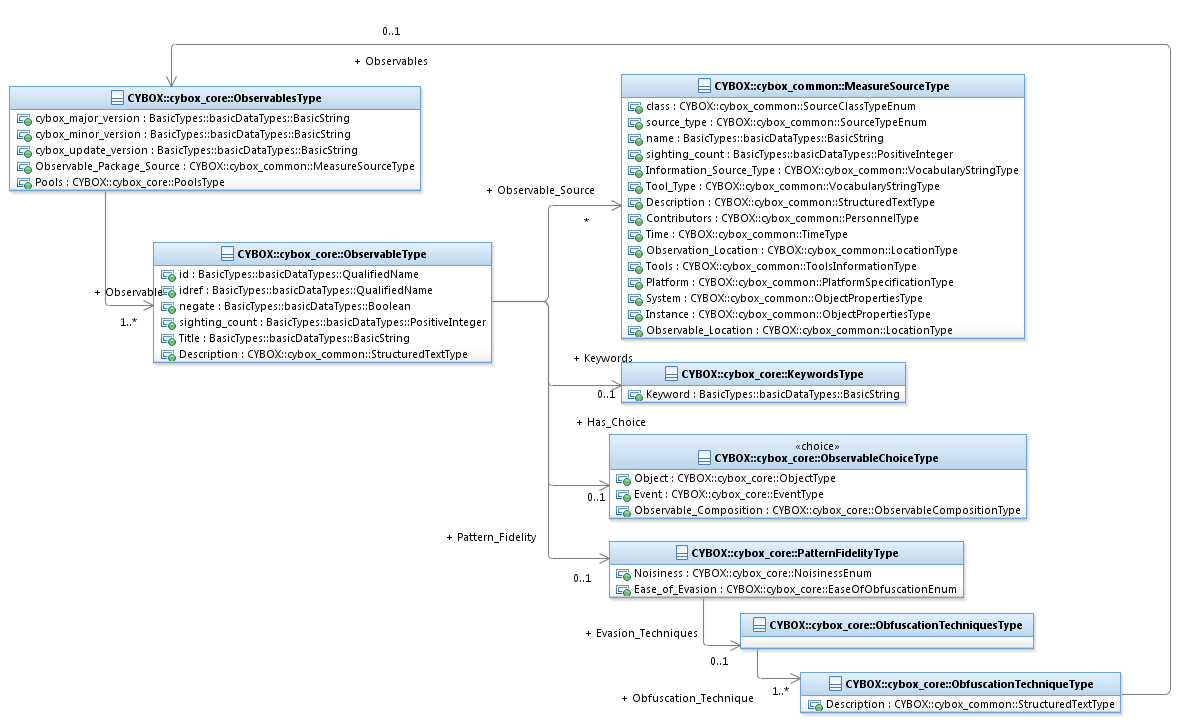 0..1
+ Observables
CYBOX::cybox_core::ObservablesType
cybox_major_version : BasicTypes::basicDataTypes::BasicString
cybox_minor_version : BasicTypes::basicDataTypes::BasicString
cybox_update_version : BasicTypes::basicDataTypes::BasicString
Observable_Package_Source : CYBOX::cybox_common::MeasureSourceType
Pools : CYBOX::cybox_core::PoolsType
+ Observable
1..*
CYBOX::cybox_core::ObservableType
id : BasicTypes::basicDataTypes::QualifiedName
idref : BasicTypes::basicDataTypes::QualifiedName
negate : BasicTypes::basicDataTypes::Boolean
sighting_count : BasicTypes::basicDataTypes::PositiveInteger
Title : BasicTypes::basicDataTypes::BasicString
Description : CYBOX::cybox_common::StructuredTextType
+ Observable_Source
*
CYBOX::cybox_common::MeasureSourceType
class : CYBOX::cybox_common::SourceClassTypeEnum
source_type : CYBOX::cybox_common::SourceTypeEnum
name : BasicTypes::basicDataTypes::BasicString
sighting_count : BasicTypes::basicDataTypes::PositiveInteger
Information_Source_Type : CYBOX::cybox_common::VocabularyStringType
Tool_Type : CYBOX::cybox_common::VocabularyStringType
Description : CYBOX::cybox_common::StructuredTextType
Contributors : CYBOX::cybox_common::PersonnelType
Time : CYBOX::cybox_common::TimeType
Observation_Location : CYBOX::cybox_common::LocationType
Tools : CYBOX::cybox_common::ToolsInformationType
Platform : CYBOX::cybox_common::PlatformSpecificationType
System : CYBOX::cybox_common::ObjectPropertiesType
Instance : CYBOX::cybox_common::ObjectPropertiesType
Observable_Location : CYBOX::cybox_common::LocationType
+ Keywords
0..1
CYBOX::cybox_core::KeywordsType
Keyword : BasicTypes::basicDataTypes::BasicString
+ Has_Choice
0..1
«choice»
CYBOX::cybox_core::ObservableChoiceType
Object : CYBOX::cybox_core::ObjectType
Event : CYBOX::cybox_core::EventType
Observable_Composition : CYBOX::cybox_core::ObservableCompositionType
+ Pattern_Fidelity
0..1
CYBOX::cybox_core::PatternFidelityType
Noisiness : CYBOX::cybox_core::NoisinessEnum
Ease_of_Evasion : CYBOX::cybox_core::EaseOfObfuscationEnum
+ Evasion_Techniques
0..1
CYBOX::cybox_core::ObfuscationTechniquesType
+ Obfuscation_Technique
1..*
CYBOX::cybox_core::ObfuscationTechniqueType
Description : CYBOX::cybox_common::StructuredTextType